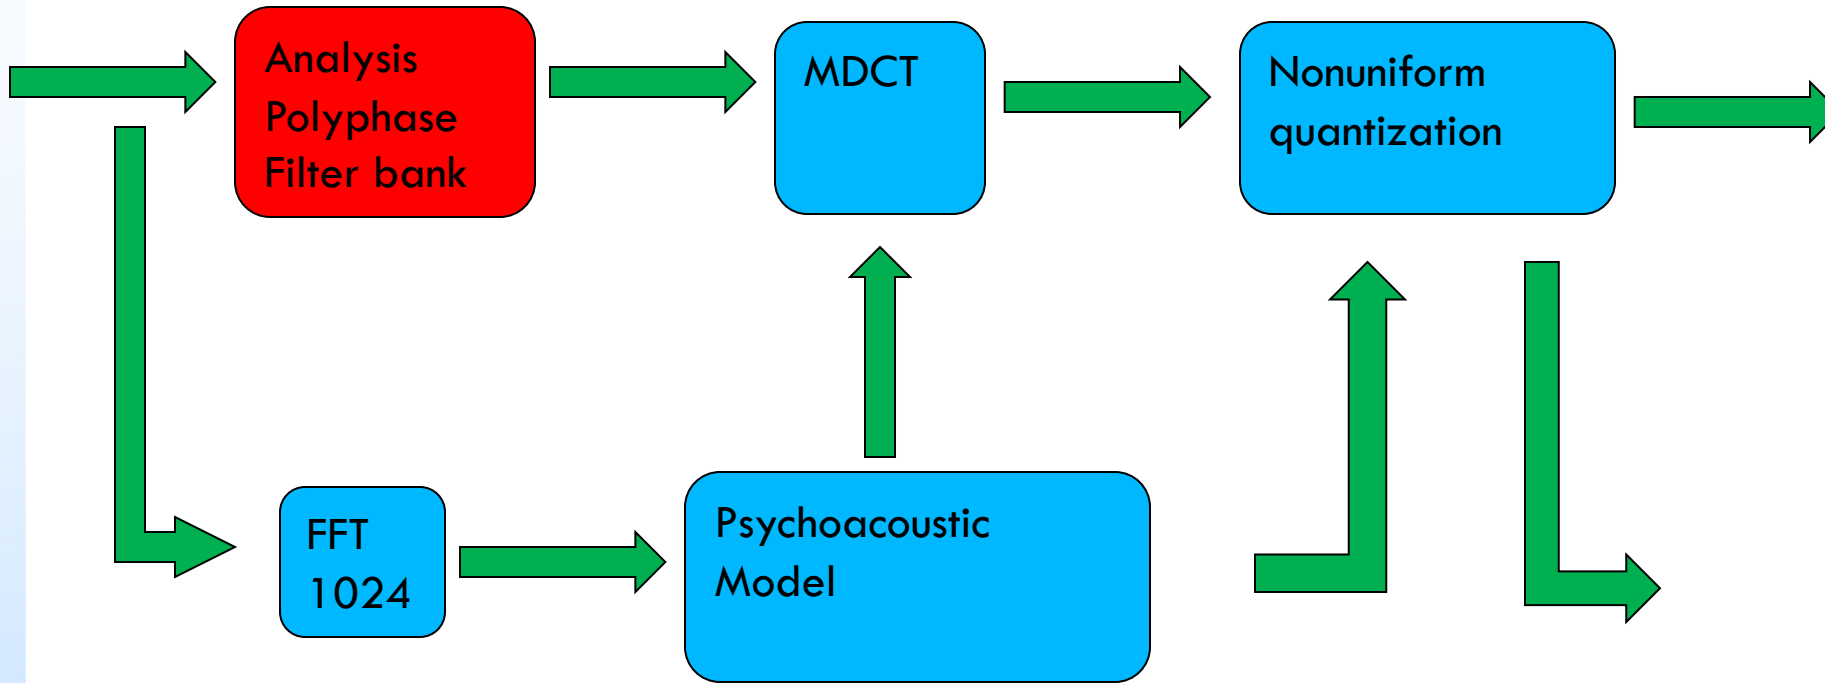 Analysis
Polyphase
Filter bank
MDCT
Nonuniform
quantization
FFT
1024
Psychoacoustic
Model